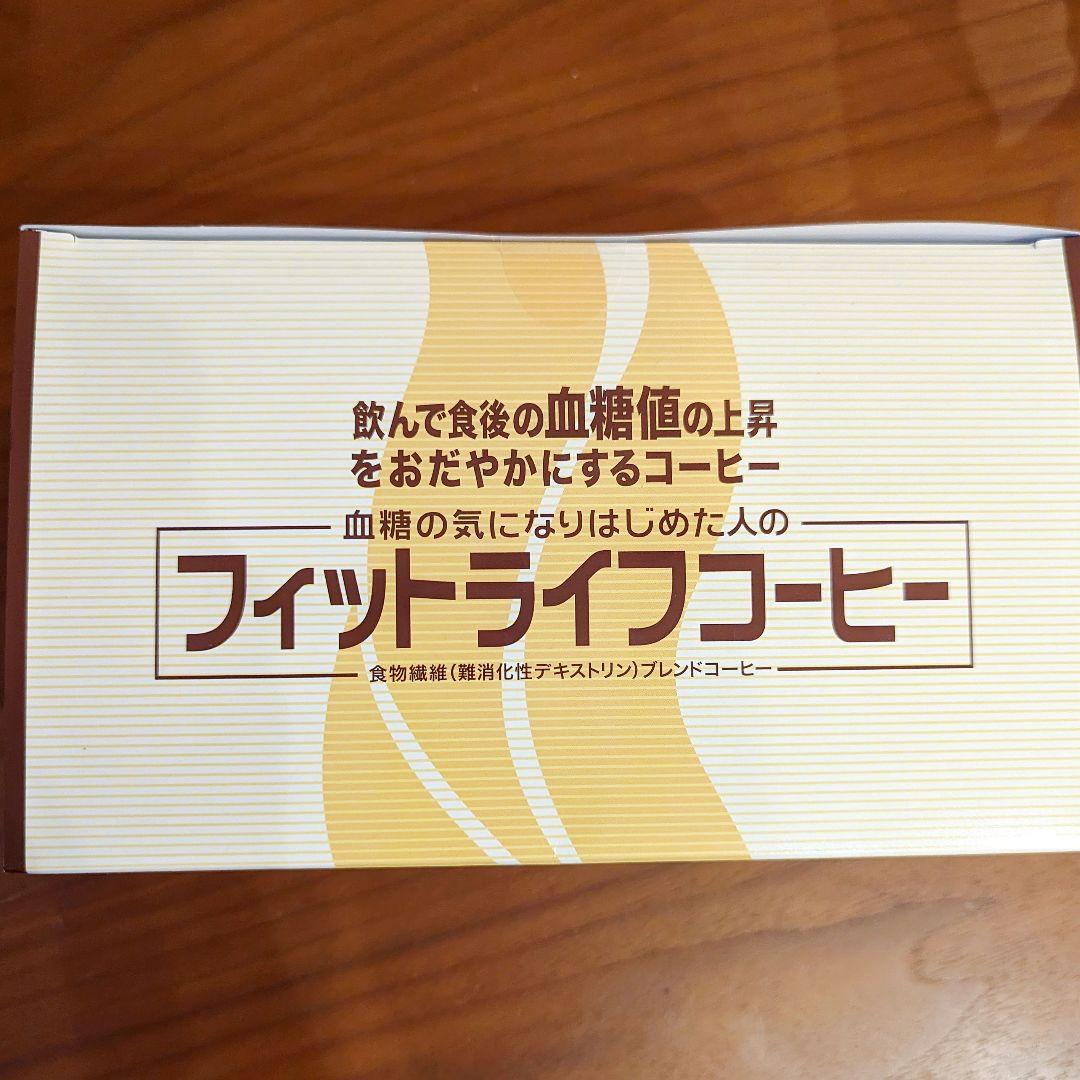 飲んで食後の血糖値の上昇
をおだやかにするコーヒー
血糖の気になりはじめた人の
フィットライフコーヒー
食物繊維(難消化性デキストリン)ブレンドコーヒー